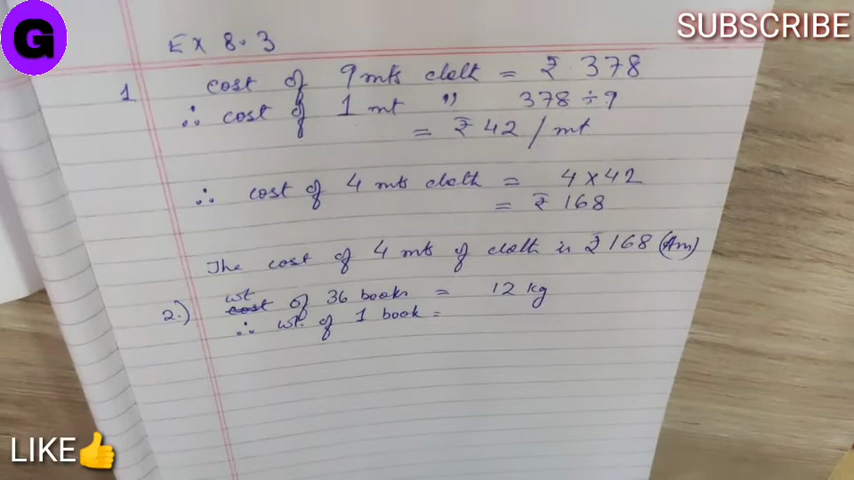 G
SUBSCRIBE
Ex 8.3
1 cost of 9 mts cloth = ₹ 378
∴ cost of 1 mt " 378 ÷ 9
= ₹ 42 / mt
∴ cost of 4 mts cloth = 4 x 42
= ₹ 168
The cost of 4 mts of cloth is ₹ 168 (Ans)
2.) wt of 36 books = 12 kg
∴ wt. of 1 book =
LIKE👍